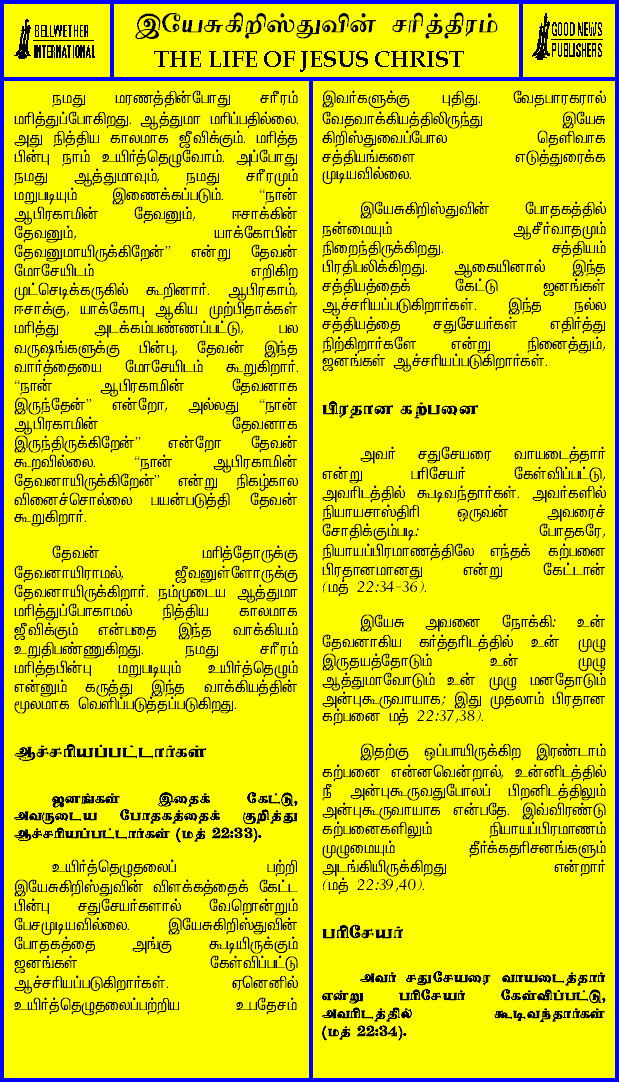 BELLWETHER
INTERNATIONAL
இயேசுகிறிஸ்துவின் சரித்திரம்
THE LIFE OF JESUS CHRIST
GOOD NEWS
PUBLISHERS
நமது மரணத்தின்போது சரீரம்
மரித்துப்போகிறது. ஆத்துமா மரிப்பதில்லை.
அது நித்திய காலமாக ஜீவிக்கும். மரித்த
பின்பு நாம் உயிர்த்தெழுவோம். அப்போது
நமது ஆத்துமாவும், நமது சரீரமும்
மறுபடியும் இணைக்கப்படும். “நான்
ஆபிரகாமின் தேவனும், ஈசாக்கின்
தேவனும், யாக்கோபின்
தேவனுமாயிருக்கிறேன்” என்று தேவன்
மோசேயிடம் எறிகிற
முட்செடிக்கருகில் கூறினார். ஆபிரகாம்,
ஈசாக்கு, யாக்கோபு ஆகிய முற்பிதாக்கள்
மரித்து அடக்கம்பண்ணப்பட்டு, பல
வருஷங்களுக்கு பின்பு, தேவன் இந்த
வார்த்தையை மோசேயிடம் கூறுகிறார்.
“நான் ஆபிரகாமின் தேவனாக
இருந்தேன்” என்றோ, அல்லது “நான்
ஆபிரகாமின் தேவனாக
இருந்திருக்கிறேன்” என்றோ தேவன்
கூறவில்லை. “நான் ஆபிரகாமின்
தேவனாயிருக்கிறேன்” என்று நிகழ்கால
வினைச்சொல்லை பயன்படுத்தி தேவன்
கூறுகிறார்.
தேவன் மரித்தோருக்கு
தேவனாயிராமல், ஜீவனுள்ளோருக்கு
தேவனாயிருக்கிறார். நம்முடைய ஆத்துமா
மரித்துப்போகாமல் நித்திய காலமாக
ஜீவிக்கும் என்பதை இந்த வாக்கியம்
உறுதிபண்ணுகிறது. நமது சரீரம்
மரித்தபின்பு மறுபடியும் உயிர்த்தெழும்
என்னும் கருத்து இந்த வாக்கியத்தின்
மூலமாக வெளிப்படுத்தப்படுகிறது.
ஆச்சரியப்பட்டார்கள்
ஜனங்கள் இதைக் கேட்டு,
அவருடைய போதகத்தைக் குறித்து
ஆச்சரியப்பட்டார்கள் (மத் 22:33).
உயிர்த்தெழுதலைப் பற்றி
இயேசுகிறிஸ்துவின் விளக்கத்தைக் கேட்ட
பின்பு சதுசேயர்களால் வேறொன்றும்
பேசமுடியவில்லை. இயேசுகிறிஸ்துவின்
போதகத்தை அங்கு கூடியிருக்கும்
ஜனங்கள் கேள்விப்பட்டு
ஆச்சரியப்படுகிறார்கள். ஏனெனில்
உயிர்த்தெழுதலைப்பற்றிய உபதேசம்
இவர்களுக்கு புதிது. வேதபாரகரால்
வேதவாக்கியத்திலிருந்து இயேசு
கிறிஸ்துவைப்போல தெளிவாக
சத்தியங்களை எடுத்துரைக்க
முடியவில்லை.
இயேசுகிறிஸ்துவின் போதகத்தில்
நன்மையும் ஆசீர்வாதமும்
நிறைந்திருக்கிறது. சத்தியம்
பிரதிபலிக்கிறது. ஆகையினால் இந்த
சத்தியத்தைக் கேட்டு ஜனங்கள்
ஆச்சரியப்படுகிறார்கள். இந்த நல்ல
சத்தியத்தை சதுசேயர்கள் எதிர்த்து
நிற்கிறார்களே என்று நினைத்தும்,
ஜனங்கள் ஆச்சரியப்படுகிறார்கள்.
பிரதான கற்பனை
அவர் சதுசேயரை வாயடைத்தார்
என்று பரிசேயர் கேள்விப்பட்டு,
அவரிடத்தில் கூடிவந்தார்கள். அவர்களில்
நியாயசாஸ்திரி ஒருவன் அவரைச்
சோதிக்கும்படி: போதகரே,
நியாயப்பிரமாணத்திலே எந்தக் கற்பனை
பிரதானமானது என்று கேட்டான்
(மத் 22:34-36).
இயேசு அவனை நோக்கி: உன்
தேவனாகிய கர்த்தரிடத்தில் உன் முழு
இருதயத்தோடும் உன் முழு
ஆத்துமாவோடும் உன் முழு மனதோடும்
அன்புகூருவாயாக; இது முதலாம் பிரதான
கற்பனை மத் 22:37,38).
இதற்கு ஒப்பாயிருக்கிற இரண்டாம்
கற்பனை என்னவென்றால், உன்னிடத்தில்
நீ அன்புகூருவதுபோலப் பிறனிடத்திலும்
அன்புகூருவாயாக என்பதே. இவ்விரண்டு
கற்பனைகளிலும் நியாயப்பிரமாணம்
முழுமையும் தீர்க்கதரிசனங்களும்
அடங்கியிருக்கிறது என்றார்
(மத் 22:39,40).
பரிசேயர்
அவர் சதுசேயரை வாயடைத்தார்
என்று பரிசேயர் கேள்விப்பட்டு,
அவரிடத்தில் கூடிவந்தார்கள்
(மத் 22:34).